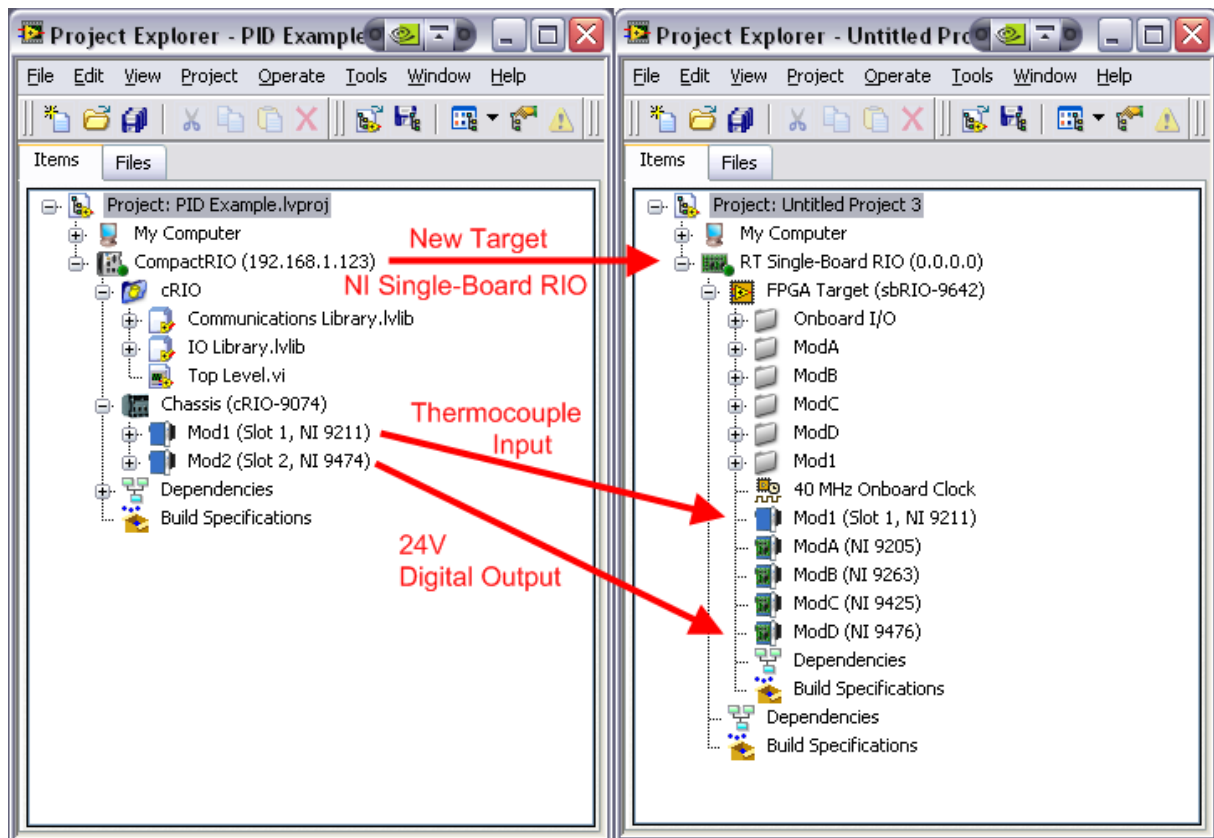 Project Explorer - PID Example
File Edit View Project Operate Tools Window Help
Items Files
Project: PID Example.lvproj
My Computer
CompactRIO (192.168.1.123)
cRIO
Communications Library.lvlib
IO Library.lvlib
Top Level.vi
Chassis (cRIO-9074)
Mod1 (Slot 1, NI 9211)
Mod2 (Slot 2, NI 9474)
Dependencies
Build Specifications
New Target
NI Single-Board RIO
Thermocouple
Input
24V
Digital Output
Project Explorer - Untitled Pro
File Edit View Project Operate Tools Window Help
Items Files
Project: Untitled Project 3
My Computer
RT Single-Board RIO (0.0.0.0)
FPGA Target (sbRIO-9642)
Onboard I/O
ModA
ModB
ModC
ModD
Mod1
40 MHz Onboard Clock
Mod1 (Slot 1, NI 9211)
ModA (NI 9205)
ModB (NI 9263)
ModC (NI 9425)
ModD (NI 9476)
Dependencies
Build Specifications
Dependencies
Build Specifications